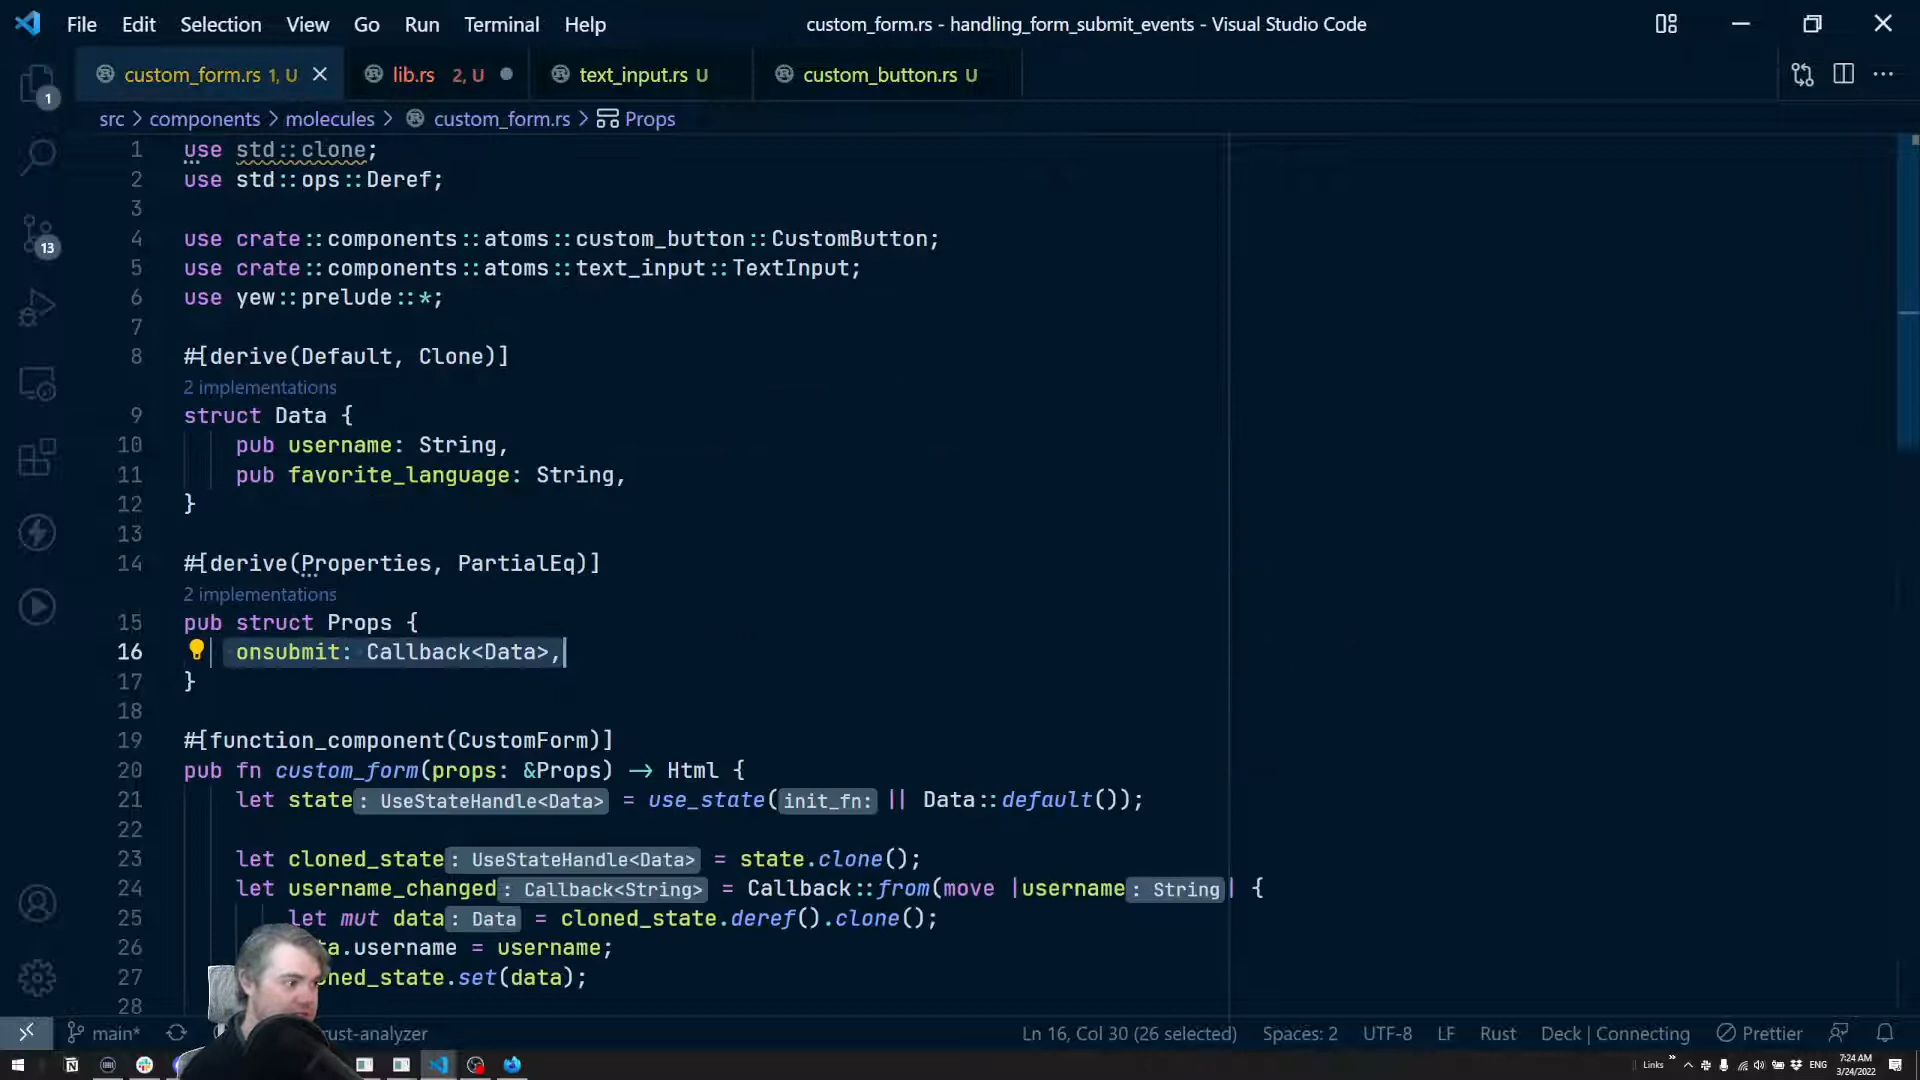 File Edit Selection View Go Run Terminal Help
custom_form.rs - handling_form_submit_events - Visual Studio Code
custom_form.rs 1, U
lib.rs 2, U
text_input.rs U
custom_button.rs U
src > components > molecules > custom_form.rs > Props
1 use std::clone;
2 use std::ops::Deref;
3
4 use crate::components::atoms::custom_button::CustomButton;
5 use crate::components::atoms::text_input::TextInput;
6 use yew::prelude::*;
7
8 #[derive(Default, Clone)]
2 implementations
9 struct Data {
10 pub username: String,
11 pub favorite_language: String,
12 }
13
14 #[derive(Properties, PartialEq)]
2 implementations
15 pub struct Props {
16 onsubmit: Callback<Data>,
17 }
18
19 #[function_component(CustomForm)]
20 pub fn custom_form(props: &Props) -> Html {
21 let state: UseStateHandle<Data> = use_state(init_fn: || Data::default());
22
23 let cloned_state: UseStateHandle<Data> = state.clone();
24 let username_changed: Callback<String> = Callback::from(move |username: String| {
25 let mut data: Data = cloned_state.deref().clone();
26 ta.username = username;
27 ned_state.set(data);
28
1
13
main*
rust-analyzer
Ln 16, Col 30 (26 selected) Spaces: 2 UTF-8 LF Rust Deck | Connecting Prettier
Links
ENG
7:24 AM
3/24/2022